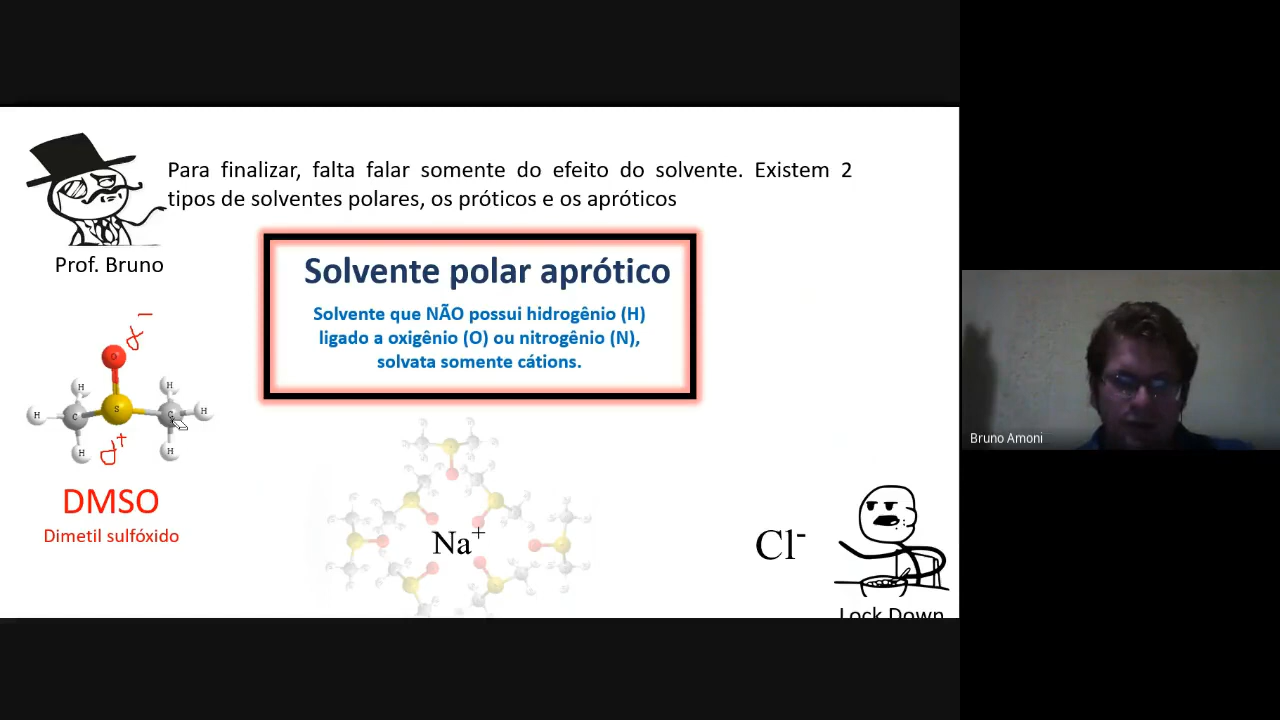 Para finalizar, falta falar somente do efeito do solvente. Existem 2
tipos de solventes polares, os próticos e os apróticos
Prof. Bruno
Solvente polar aprótico
Solvente que NÃO possui hidrogênio (H)
ligado a oxigênio (O) ou nitrogênio (N),
solvata somente cátions.
δ-
O
H
H
H
C
S
C
H
H
H
δ+
DMSO
Dimetil sulfóxido
Na+
Cl-
Lock Down
Bruno Amoni